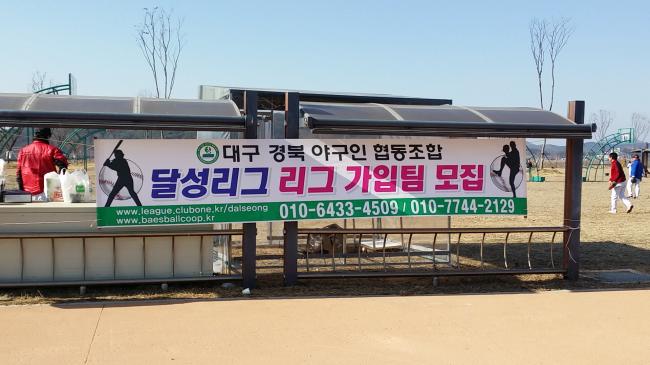 대구 경북 야구인 협동조합
달성리그 리그 가입팀 모집
www.league.clubone.kr/dalseong
www.baesballcoop.kr
010-6433-4509 / 010-7744-2129